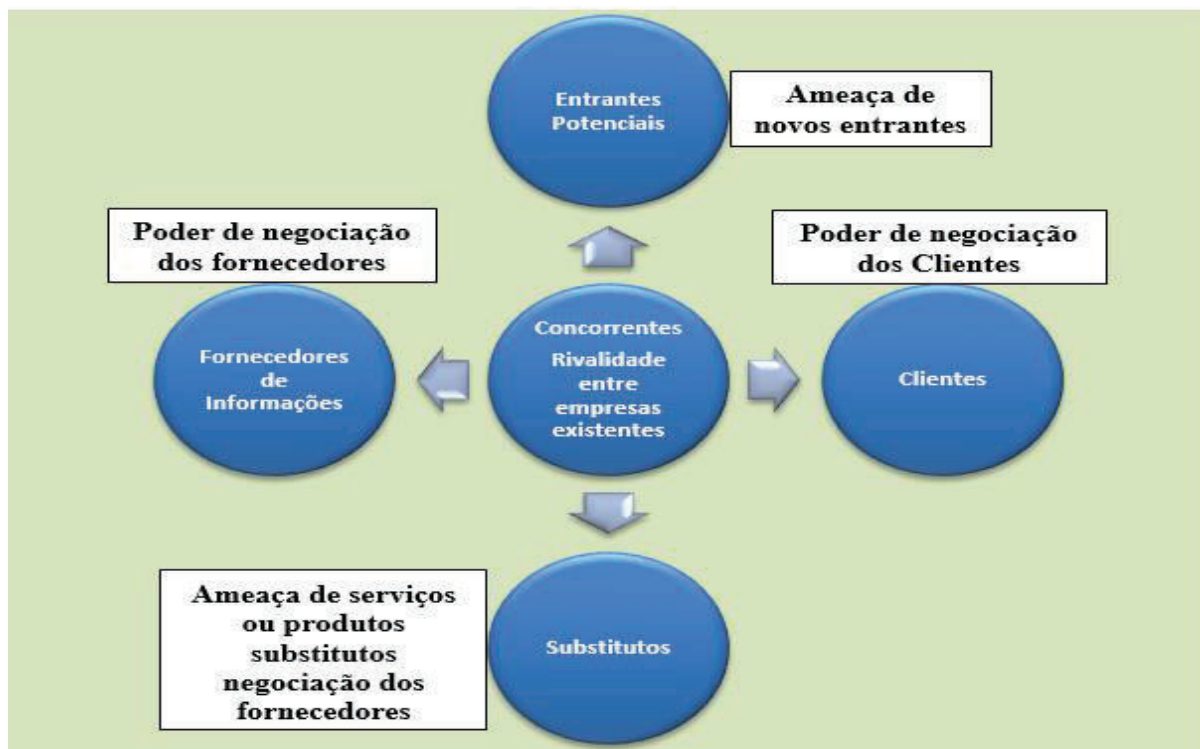 Entrantes
Potenciais
Ameaça de
novos entrantes
Poder de negociação
dos fornecedores
Poder de negociação
dos Clientes
Fornecedores
de
Informações
Concorrentes
Rivalidade
entre
empresas
existentes
Clientes
Ameaça de serviços
ou produtos
substitutos
negociação dos
fornecedores
Substitutos